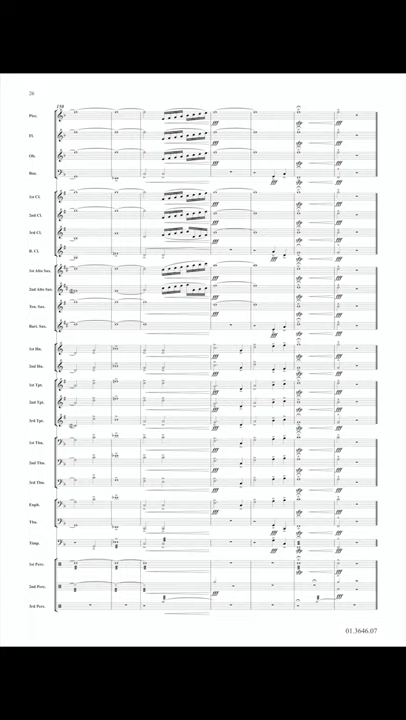 26
158
Picc.
Fl.
Ob.
Bsn.
1st Cl.
2nd Cl.
3rd Cl.
B. Cl.
1st Alto Sax.
2nd Alto Sax.
Ten. Sax.
Bari. Sax.
1st Hn.
2nd Hn.
1st Tpt.
2nd Tpt.
3rd Tpt.
1st Tbn.
2nd Tbn.
3rd Tbn.
Euph.
Tba.
Timp.
1st Perc.
2nd Perc.
3rd Perc.
01.3646.07